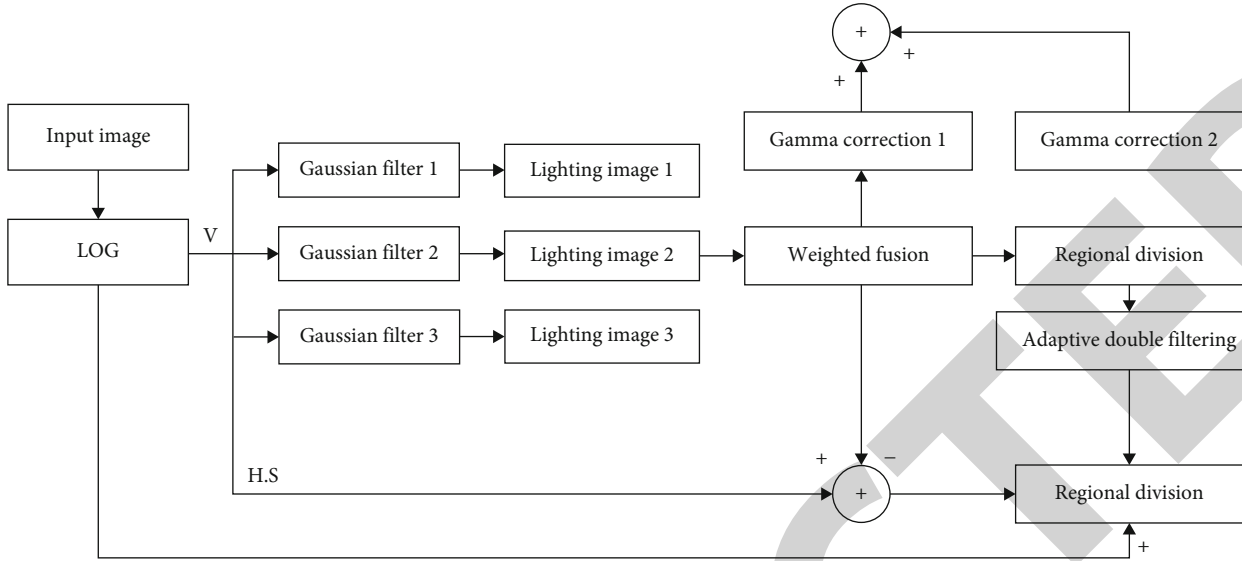 +
+
+
Input image
Gamma correction 1
Gamma correction 2
Gaussian filter 1
Lighting image 1
LOG
V
Gaussian filter 2
Lighting image 2
Weighted fusion
Regional division
Gaussian filter 3
Lighting image 3
Adaptive double filtering
H.S
+
−
+
Regional division
+